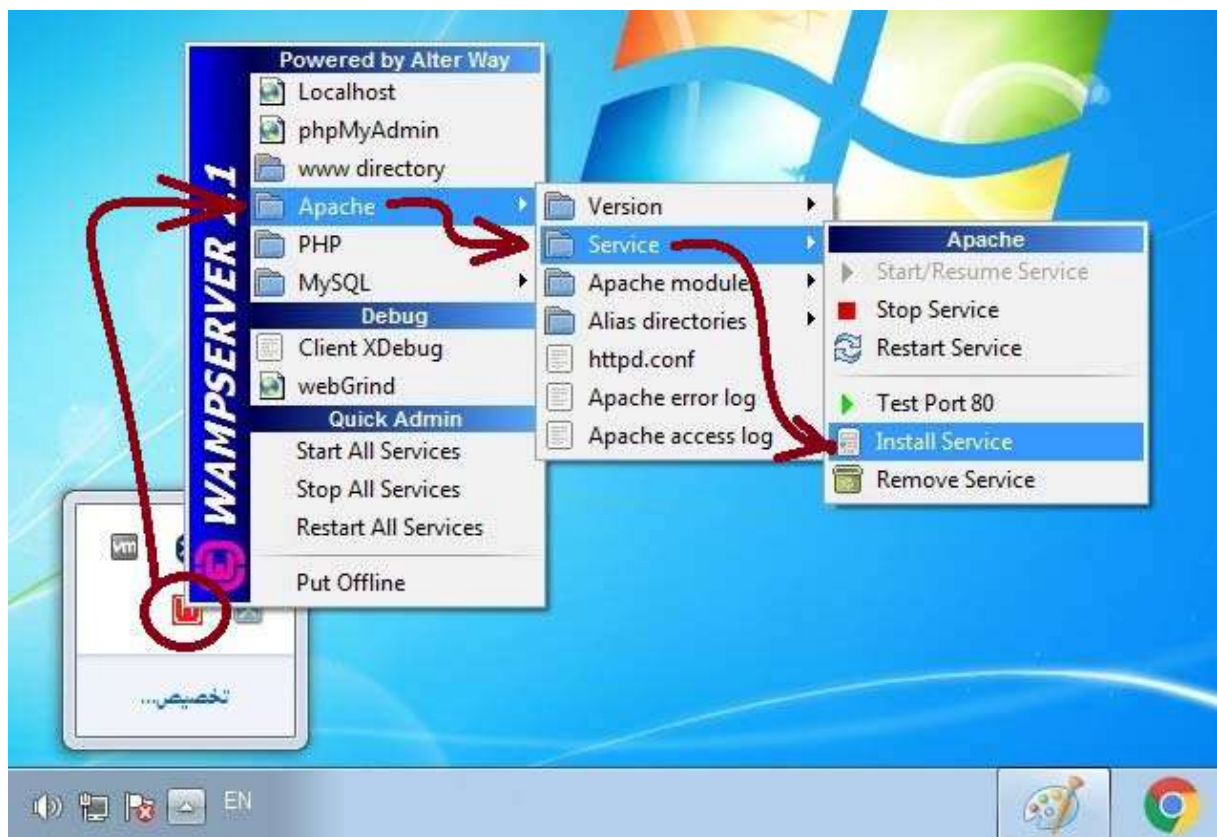 Powered by Alter Way
Localhost
phpMyAdmin
www directory
Apache
PHP
MySQL
Debug
Client XDebug
webGrind
Quick Admin
Start All Services
Stop All Services
Restart All Services
Put Offline
WAMPSERVER 2.1
Version
Service
Apache modules
Alias directories
httpd.conf
Apache error log
Apache access log
Apache
Start/Resume Service
Stop Service
Restart Service
Test Port 80
Install Service
Remove Service
vm
تخصيص...
EN